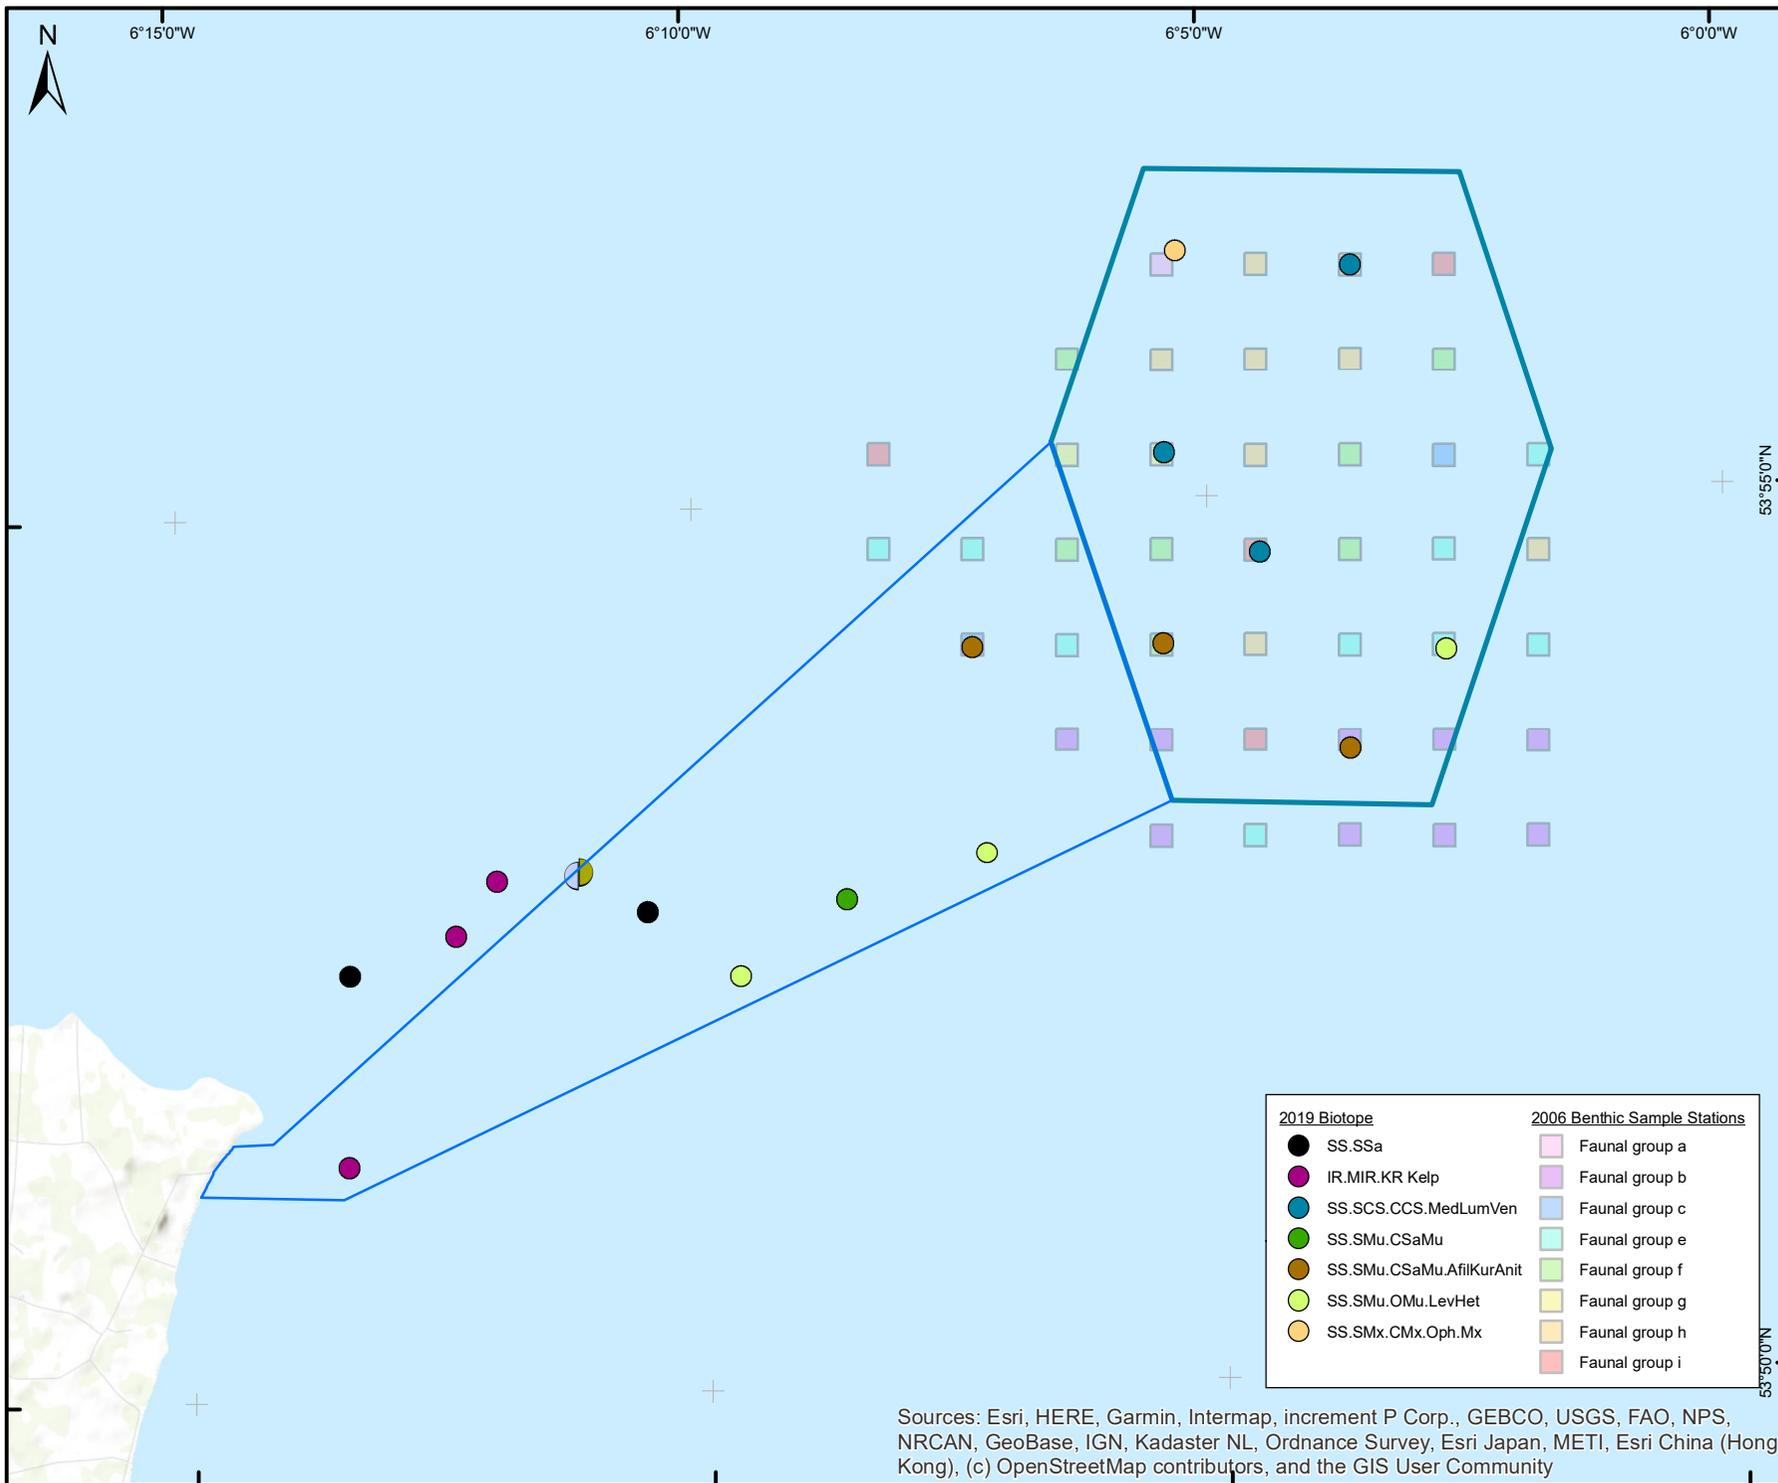 N
6°15'0"W
6°10'0"W
6°5'0"W
6°0'0"W
53°55'0"N
2019 Biotope
SS.SSa
IR.MIR.KR Kelp
SS.SCS.CCS.MedLumVen
SS.SMu.CSaMu
SS.SMu.CSaMu.AfilKurAnit
SS.SMu.OMu.LevHet
SS.SMx.CMx.Oph.Mx
2006 Benthic Sample Stations
Faunal group a
Faunal group b
Faunal group c
Faunal group e
Faunal group f
Faunal group g
Faunal group h
Faunal group i
53°50'0"N
Sources: Esri, HERE, Garmin, Intermap, increment P Corp., GEBCO, USGS, FAO, NPS,
NRCAN, GeoBase, IGN, Kadaster NL, Ordnance Survey, Esri Japan, METI, Esri China (Hong
Kong), (c) OpenStreetMap contributors, and the GIS User Community